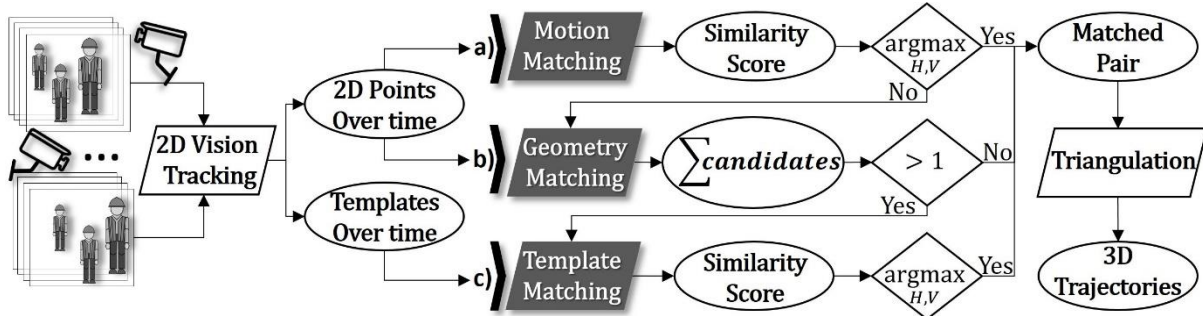 2D Vision
Tracking
2D Points
Over time
Templates
Over time
a)
Motion
Matching
Similarity
Score
argmax
H,V
Yes
No
b)
Geometry
Matching
∑candidates
> 1
No
Yes
c)
Template
Matching
Similarity
Score
argmax
H,V
Yes
Matched
Pair
Triangulation
3D
Trajectories